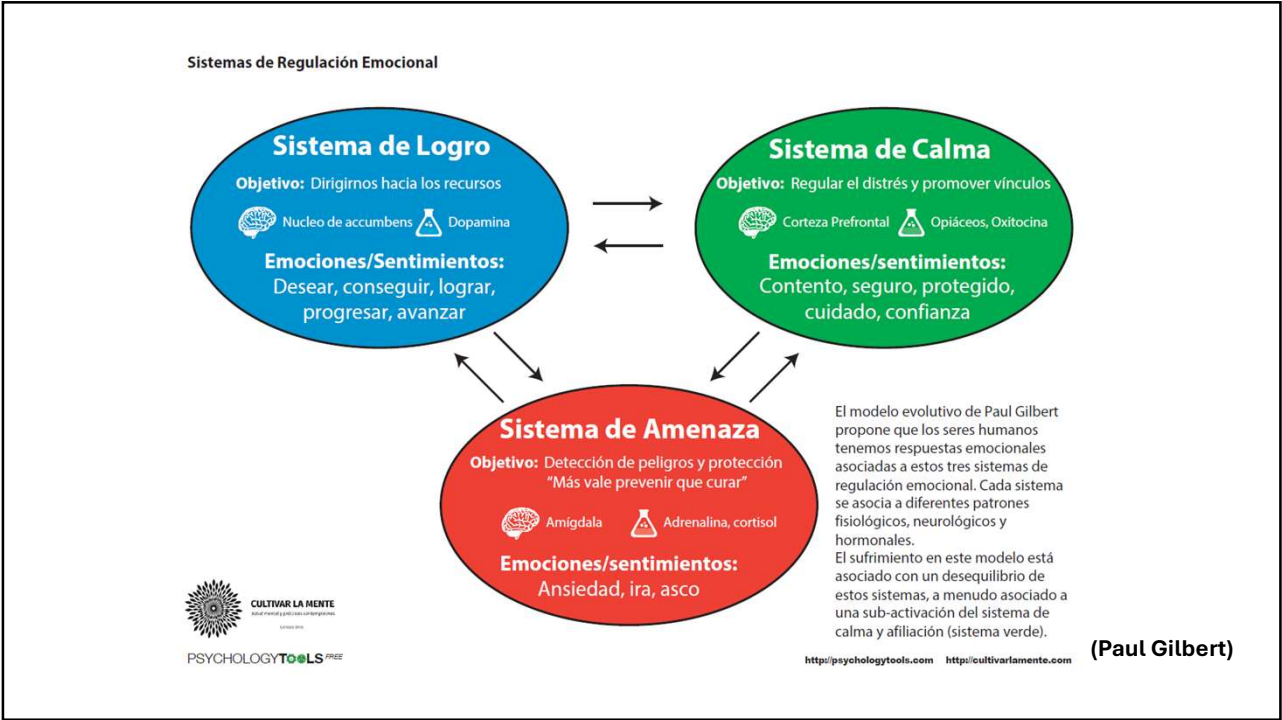 Sistemas de Regulación Emocional
Sistema de Logro
Objetivo: Dirigirnos hacia los recursos
Nucleo de accumbens Dopamina
Emociones/Sentimientos:
Desear, conseguir, lograr,
progresar, avanzar
Sistema de Calma
Objetivo: Regular el distrés y promover vínculos
Corteza Prefrontal Opiáceos, Oxitocina
Emociones/sentimientos:
Contento, seguro, protegido,
cuidado, confianza
Sistema de Amenaza
Objetivo: Detección de peligros y protección
“Más vale prevenir que curar”
Amígdala Adrenalina, cortisol
Emociones/sentimientos:
Ansiedad, ira, asco
El modelo evolutivo de Paul Gilbert
propone que los seres humanos
tenemos respuestas emocionales
asociadas a estos tres sistemas de
regulación emocional. Cada sistema
se asocia a diferentes patrones
fisiológicos, neurológicos y
hormonales.
El sufrimiento en este modelo está
asociado con un desequilibrio de
estos sistemas, a menudo asociado a
una sub-activación del sistema de
calma y afiliación (sistema verde).
CULTIVAR LA MENTE
PSYCHOLOGYTOOLS FREE
http://psychologytools.com http://cultivarlamente.com
(Paul Gilbert)